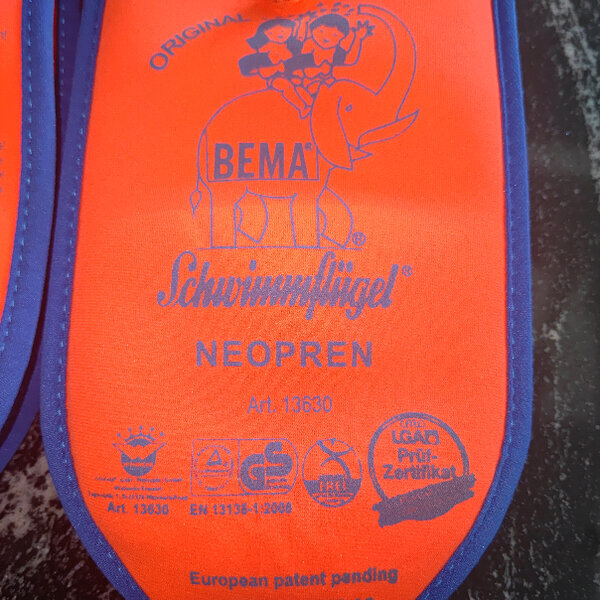 ORIGINAL
BEMA®
®
Schwimmflügel®
NEOPREN
Art. 13630
LGA
Prüf-
Zertifikat
GS
Art. 13630
EN 13138-1:2008
European patent pending